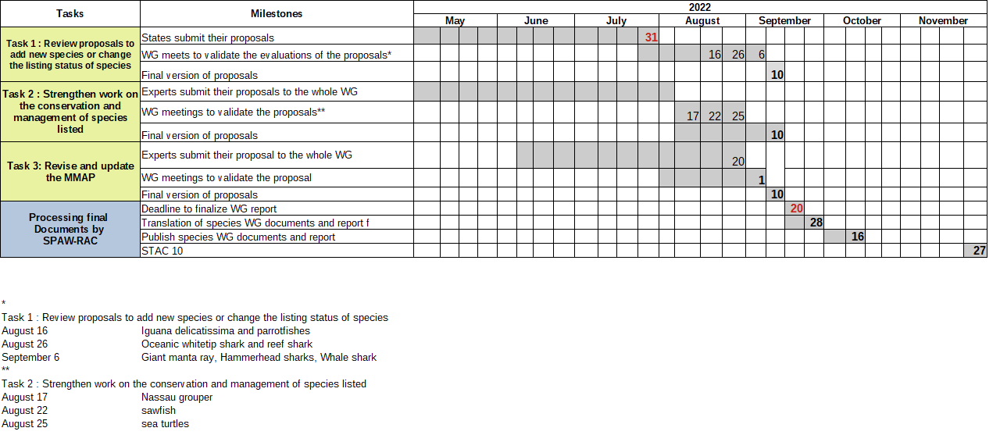 Tasks Milestones 2022
May June July August September October November
Task 1 : Review proposals to add new species or change the listing status of species
States submit their proposals 31
WG meets to validate the evaluations of the proposals* 16 26 6
Final version of proposals 10
Task 2 : Strengthen work on the conservation and management of species listed
Experts submit their proposals to the whole WG
WG meetings to validate the proposals** 17 22 25
Final version of proposals 10
Task 3: Revise and update the MMAP
Experts submit their proposal to the whole WG 20
WG meetings to validate the proposal 1
Final version of proposals 10
Processing final Documents by SPAW-RAC
Deadline to finalize WG report 20
Translation of species WG documents and report f 28
Publish species WG documents and report 16
STAC 10 27
*
Task 1 : Review proposals to add new species or change the listing status of species
August 16 Iguana delicatissima and parrotfishes
August 26 Oceanic whitetip shark and reef shark
September 6 Giant manta ray, Hammerhead sharks, Whale shark
**
Task 2 : Strengthen work on the conservation and management of species listed
August 17 Nassau grouper
August 22 sawfish
August 25 sea turtles